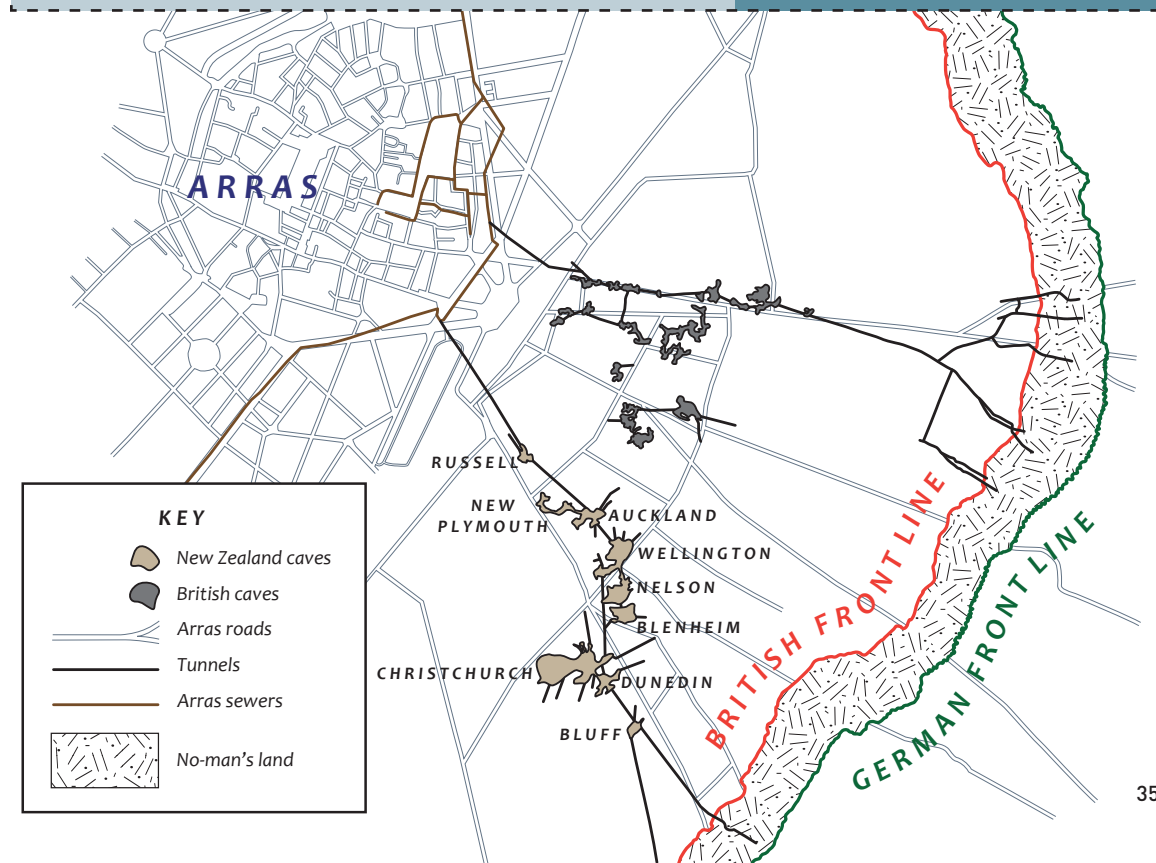 ARRAS
RUSSELL
NEW
PLYMOUTH
AUCKLAND
WELLINGTON
NELSON
BLENHEIM
CHRISTCHURCH
DUNEDIN
BLUFF
BRITISH FRONT LINE
GERMAN FRONT LINE
KEY
New Zealand caves
British caves
Arras roads
Tunnels
Arras sewers
No-man's land
35